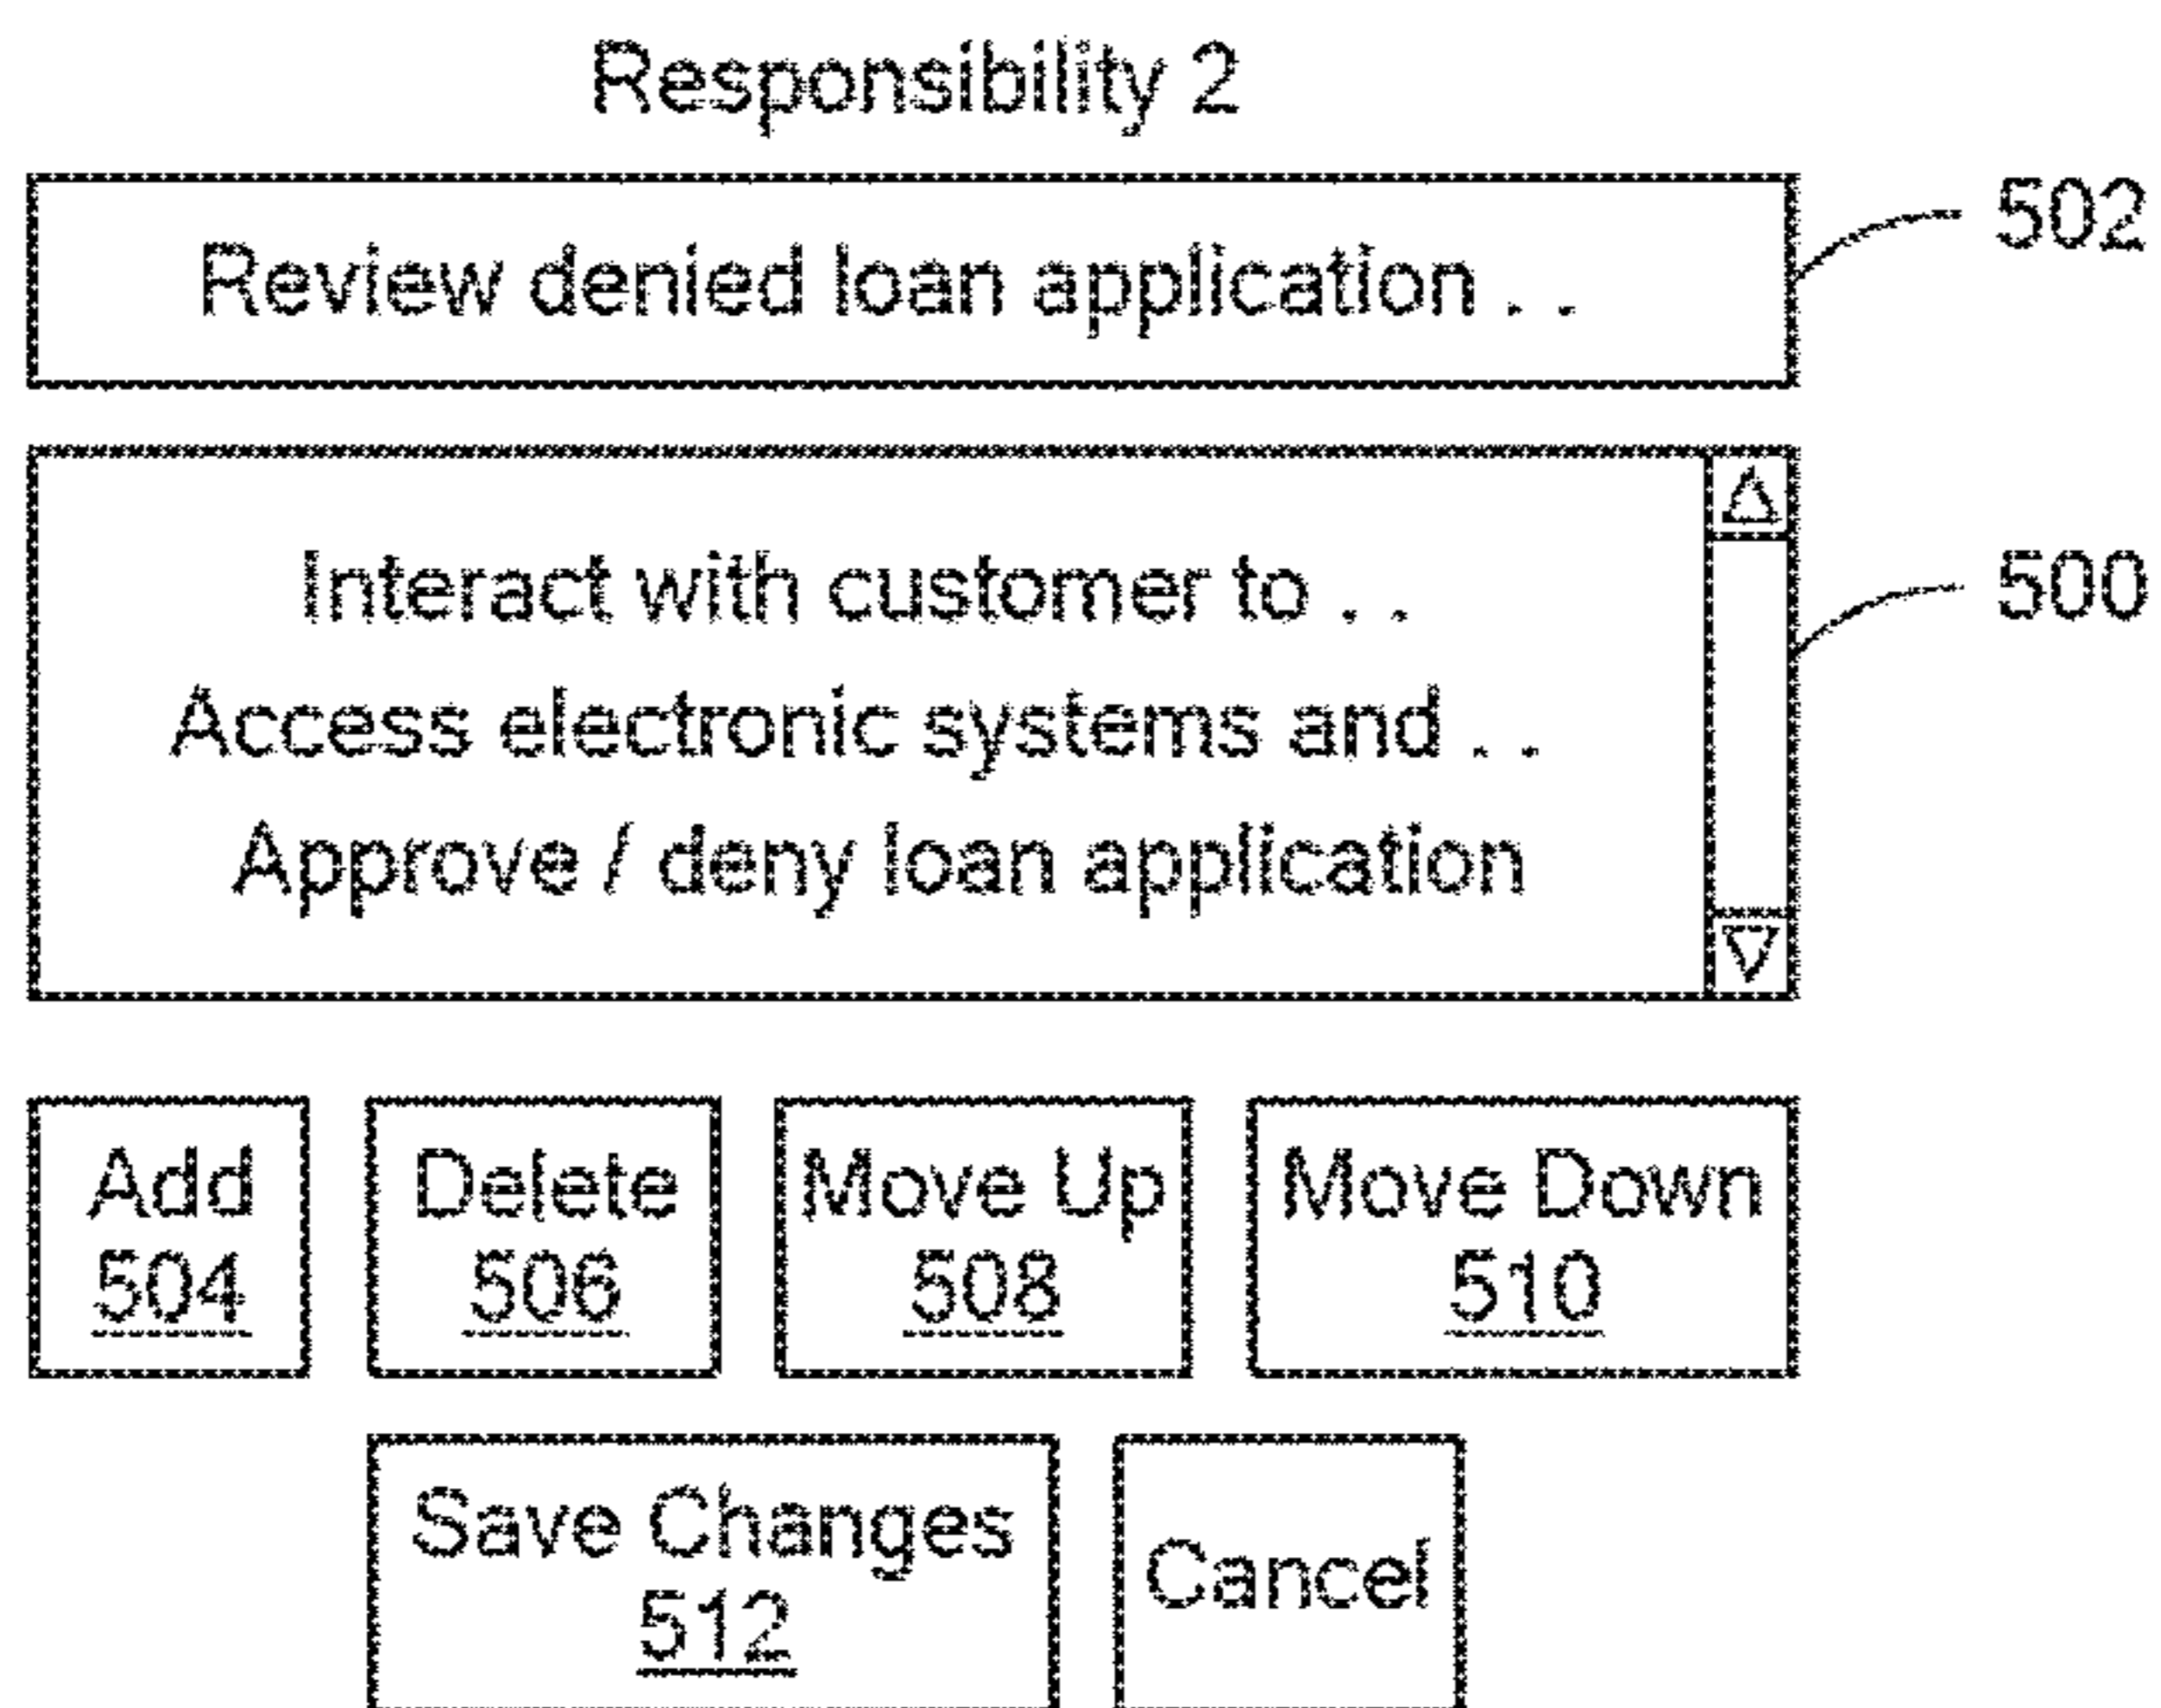 Responsibility 2
Review denied loan application . .
502
Interact with customer to . .
500
Access electronic systems and . .
Approve / deny loan application
Add
504
Delete
506
Move Up
508
Move Down
510
Save Changes
512
Cancel